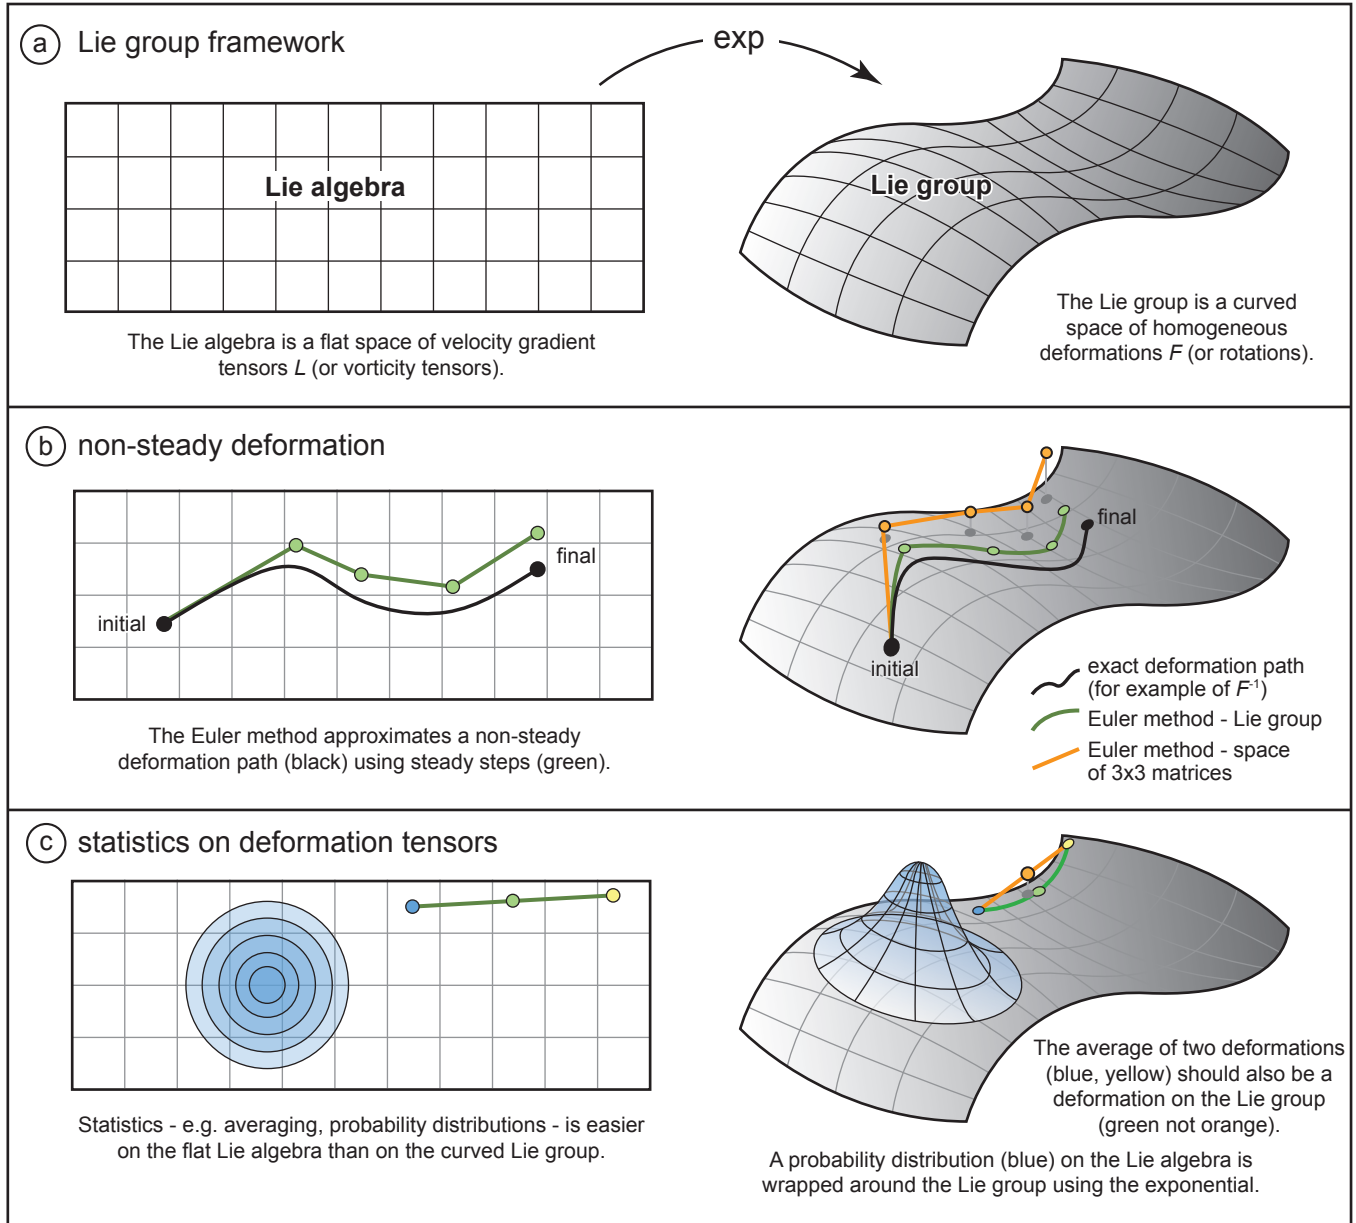 a Lie group framework
exp
Lie algebra
Lie group
The Lie algebra is a flat space of velocity gradient
tensors L (or vorticity tensors).
The Lie group is a curved
space of homogeneous
deformations F (or rotations).
b non-steady deformation
initial
final
The Euler method approximates a non-steady
deformation path (black) using steady steps (green).
final
initial
exact deformation path
(for example of F⁻¹)
Euler method - Lie group
Euler method - space
of 3x3 matrices
c statistics on deformation tensors
Statistics - e.g. averaging, probability distributions - is easier
on the flat Lie algebra than on the curved Lie group.
The average of two deformations
(blue, yellow) should also be a
deformation on the Lie group
(green not orange).
A probability distribution (blue) on the Lie algebra is
wrapped around the Lie group using the exponential.